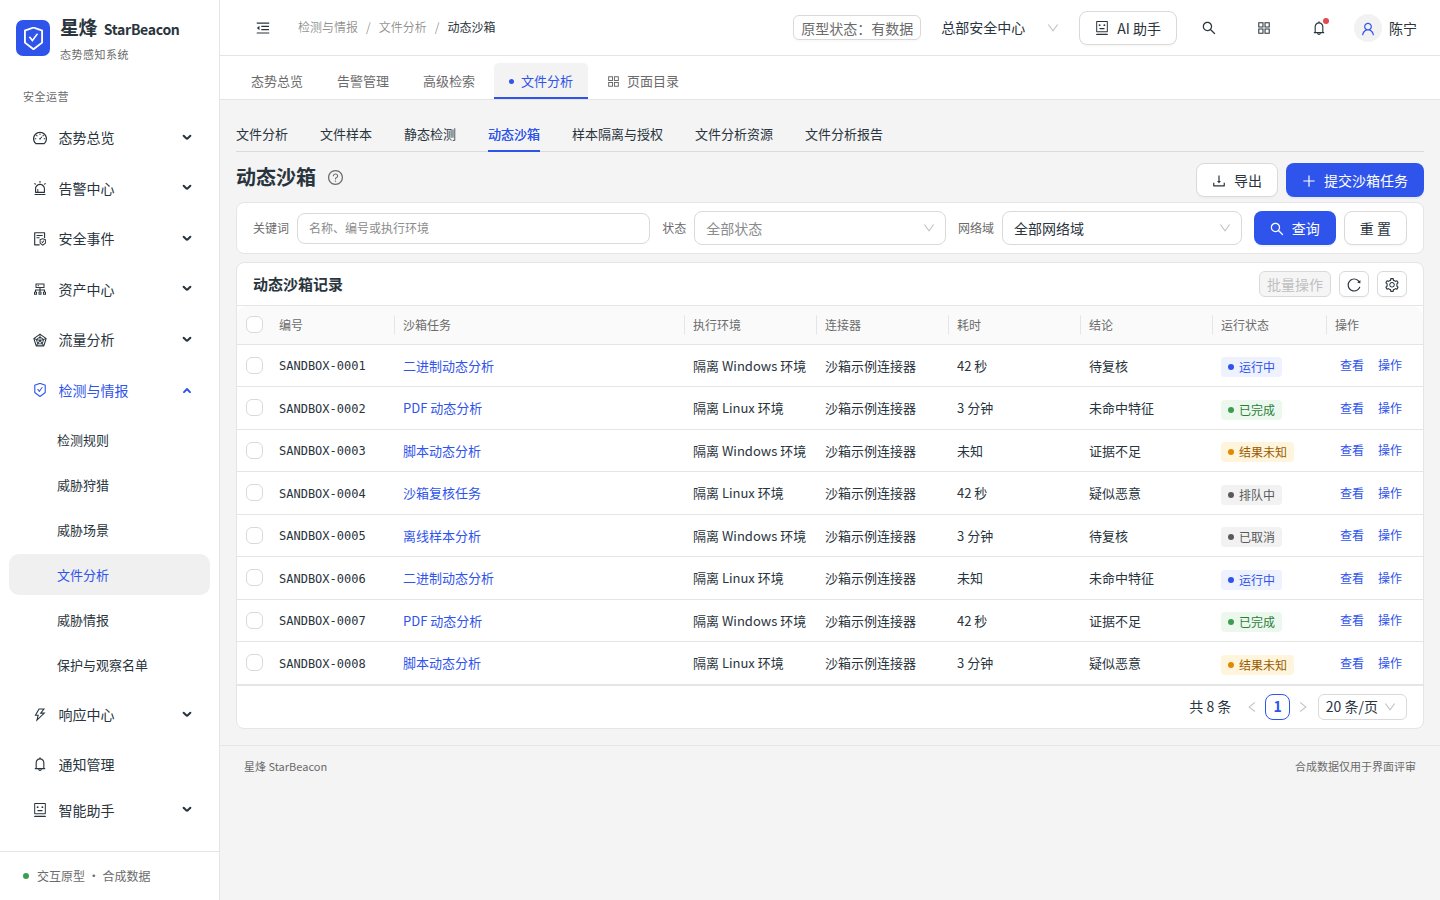 星烽 StarBeacon
态势感知系统
安全运营
态势总览
告警中心
安全事件
资产中心
流量分析
检测与情报
检测规则
威胁狩猎
威胁场景
文件分析
威胁情报
保护与观察名单
响应中心
通知管理
智能助手
交互原型 · 合成数据
检测与情报 / 文件分析 / 动态沙箱
原型状态：有数据
总部安全中心
AI 助手
陈宁
态势总览 告警管理 高级检索 文件分析 页面目录
文件分析 文件样本 静态检测 动态沙箱 样本隔离与授权 文件分析资源 文件分析报告
动态沙箱
导出
提交沙箱任务
关键词 名称、编号或执行环境 状态 全部状态 网络域 全部网络域 查询 重 置
动态沙箱记录
批量操作
编号 沙箱任务 执行环境 连接器 耗时 结论 运行状态 操作
SANDBOX-0001 二进制动态分析 隔离 Windows 环境 沙箱示例连接器 42 秒 待复核 运行中 查看 操作
SANDBOX-0002 PDF 动态分析 隔离 Linux 环境 沙箱示例连接器 3 分钟 未命中特征 已完成 查看 操作
SANDBOX-0003 脚本动态分析 隔离 Windows 环境 沙箱示例连接器 未知 证据不足 结果未知 查看 操作
SANDBOX-0004 沙箱复核任务 隔离 Linux 环境 沙箱示例连接器 42 秒 疑似恶意 排队中 查看 操作
SANDBOX-0005 离线样本分析 隔离 Windows 环境 沙箱示例连接器 3 分钟 待复核 已取消 查看 操作
SANDBOX-0006 二进制动态分析 隔离 Linux 环境 沙箱示例连接器 未知 未命中特征 运行中 查看 操作
SANDBOX-0007 PDF 动态分析 隔离 Windows 环境 沙箱示例连接器 42 秒 证据不足 已完成 查看 操作
SANDBOX-0008 脚本动态分析 隔离 Linux 环境 沙箱示例连接器 3 分钟 疑似恶意 结果未知 查看 操作
共 8 条 1 20 条/页
星烽 StarBeacon
合成数据仅用于界面评审